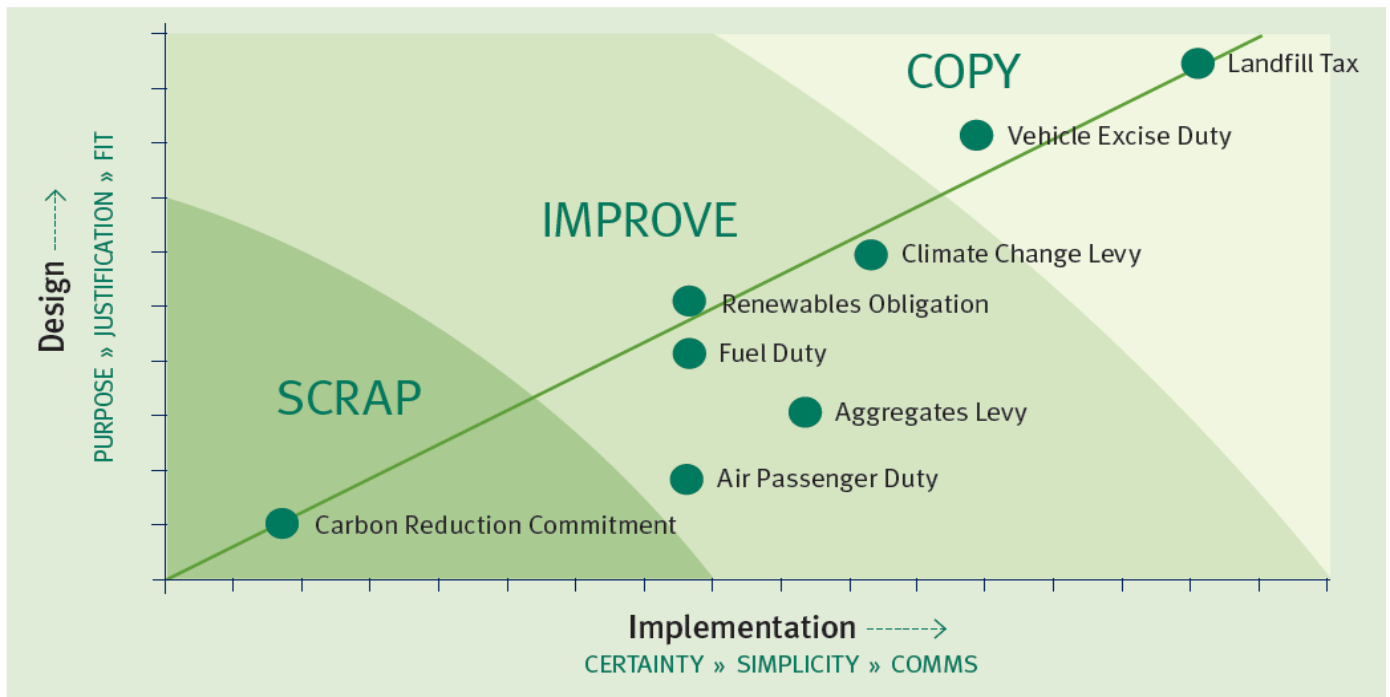 COPY
Landfill Tax
Vehicle Excise Duty
IMPROVE
Climate Change Levy
Renewables Obligation
Fuel Duty
SCRAP
Aggregates Levy
Air Passenger Duty
Carbon Reduction Commitment
Design
PURPOSE » JUSTIFICATION » FIT
Implementation
CERTAINTY » SIMPLICITY » COMMS